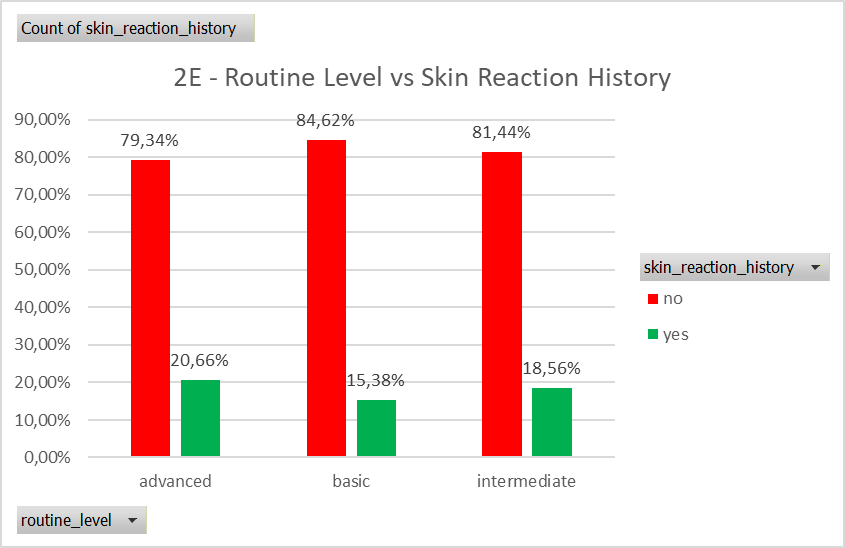 Count of skin_reaction_history
2E - Routine Level vs Skin Reaction History
90,00%
80,00%
70,00%
60,00%
50,00%
40,00%
30,00%
20,00%
10,00%
0,00%
79,34%
20,66%
84,62%
15,38%
81,44%
18,56%
advanced
basic
intermediate
skin_reaction_history
no
yes
routine_level